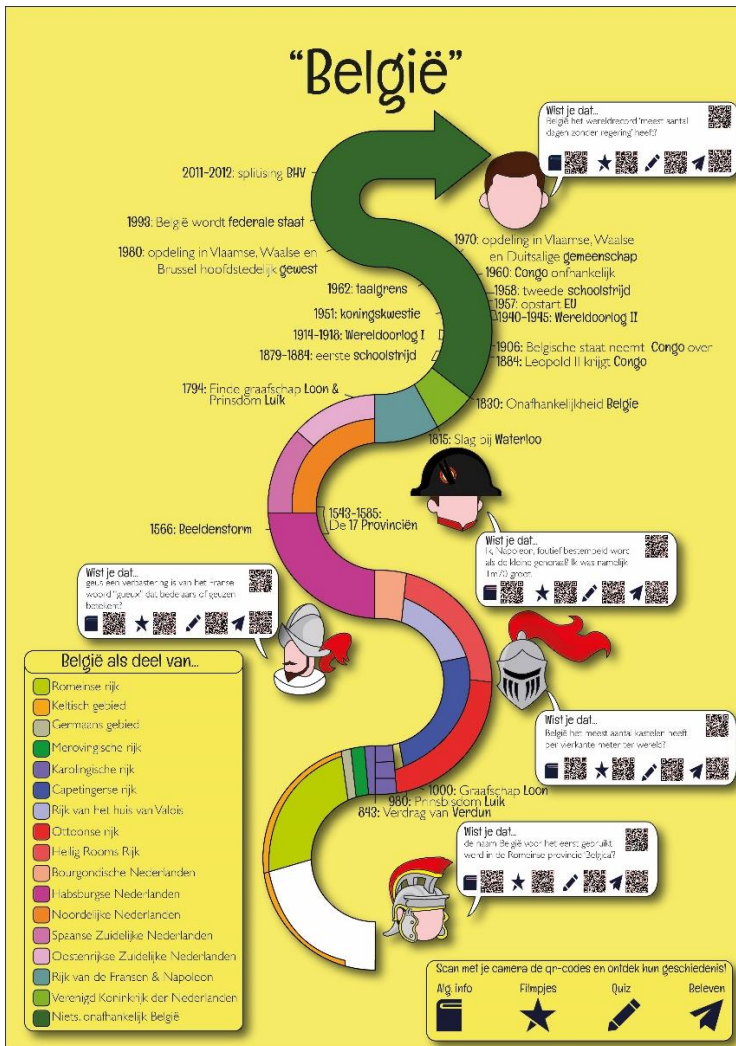 “België”
Wist je dat...
België het wereldrecord 'meest aantal
dagen zonder regering' heeft?
2011-2012: splitising BHV
1993: België wordt federale staat
1980: opdeling in Vlaamse, Waalse en
Brussel hoofdstedelijk gewest
1970: opdeling in Vlaamse, Waalse
en Duitsalige gemeenschap
1960: Congo onfhankelijk
1962: taalgrens
1958: tweede schoolstrijd
1957: opstart EU
1951: koningskwestie
1940-1945: Wereldoorlog II
1914-1918: Wereldoorlog I
1906: Belgische staat neemt Congo over
1879-1884: eerste schoolstrijd
1884: Leopold II krijgt Congo
1794: Einde graafschap Loon &
Prinsdom Luik
1830: Onafhankelijkheid Belgie
1815: Slag bij Waterloo
1543-1585:
De 17 Provinciën
1566: Beeldenstorm
Wist je dat...
Ik, Napoleon, foutief bestempeld word
als de kleine generaal? Ik was namelijk
1m70 groot.
Wist je dat...
geus een verbastering is van het Franse
woord "gueux" dat bedelaars of geuzen
betekent?
België als deel van...
Romeinse rijk
Keltisch gebied
Germaans gebied
Merovingische rijk
Karolingische rijk
Capetingerse rijk
Rijk van het huis van Valois
Ottoonse rijk
Heilig Rooms Rijk
Bourgondische Nederlanden
Habsburgse Nederlanden
Noordelijke Nederlanden
Spaanse Zuidelijke Nederlanden
Oostenrijkse Zuidelijke Nederlanden
Rijk van de Fransen & Napoleon
Verenigd Koninkrijk der Nederlanden
Niets, onafhankelijk België
Wist je dat...
België het meest aantal kastelen heeft
per vierkante meter ter wereld?
1000: Graafschap Loon
980: Prinsbisdom Luik
843: Verdrag van Verdun
Wist je dat...
de naam België voor het eerst gebruikt
werd in de Romeinse provincie 'Belgica'?
Scan met je camera de qr-codes en ontdek hun geschiedenis!
Alg. info
Filmpjes
Quiz
Beleven